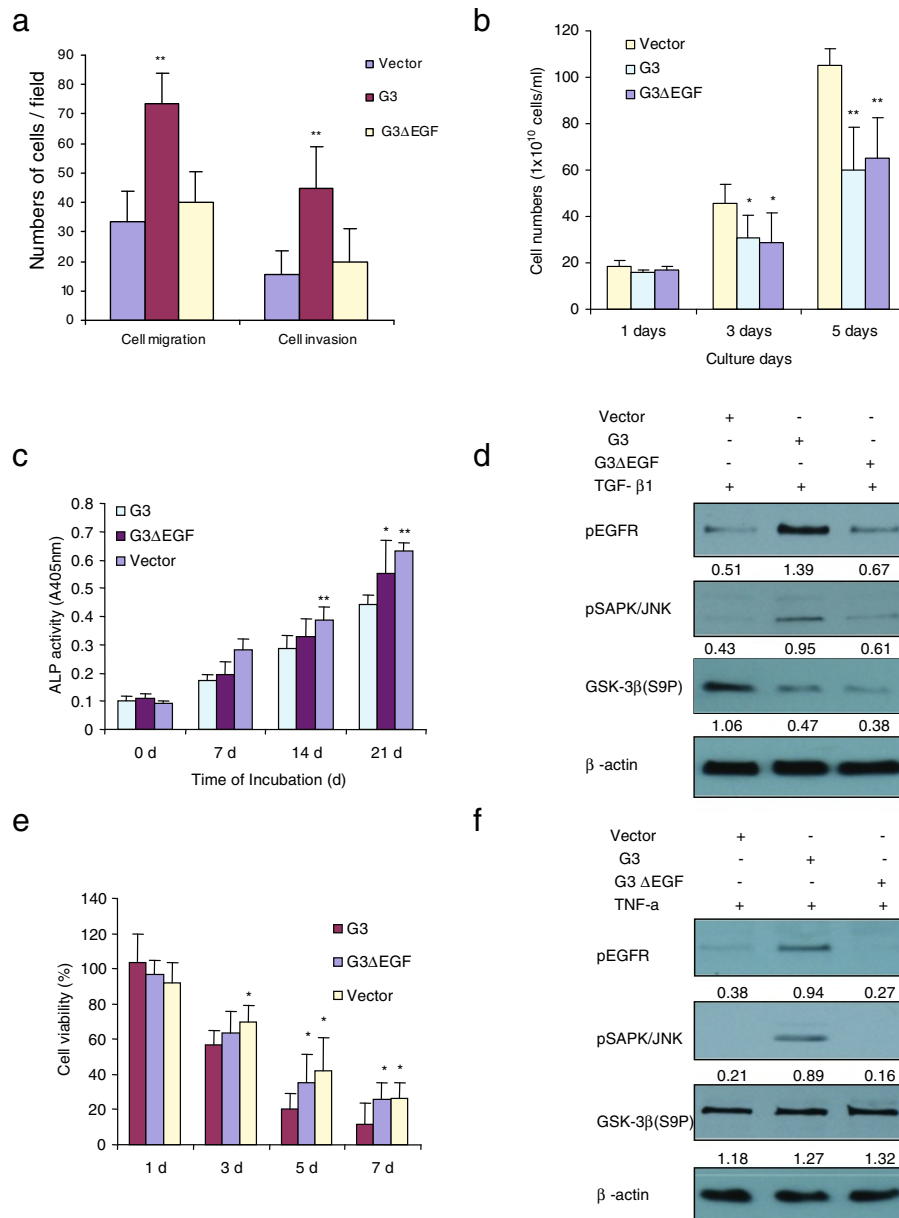 a
Numbers of cells / field
90
80
70
60
50
40
30
20
10
0
**
**
Vector
G3
G3ΔEGF
Cell migration
Cell invasion
b
Cell numbers (1x10^10 cells/ml)
120
100
80
60
40
20
0
Vector
G3
G3ΔEGF
* *
** **
1 days
3 days
5 days
Culture days
c
ALP activity (A405nm)
0.8
0.7
0.6
0.5
0.4
0.3
0.2
0.1
0
G3
G3ΔEGF
Vector
**
* **
0 d
7 d
14 d
21 d
Time of Incubation (d)
d
Vector + - -
G3 - + -
G3ΔEGF - - +
TGF- β1 + + +
pEGFR
0.51 1.39 0.67
pSAPK/JNK
0.43 0.95 0.61
GSK-3β(S9P)
1.06 0.47 0.38
β -actin
e
Cell viability (%)
140
120
100
80
60
40
20
0
G3
G3ΔEGF
Vector
*
* *
* *
1 d
3 d
5 d
7 d
f
Vector + - -
G3 - + -
G3 ΔEGF - - +
TNF-a + + +
pEGFR
0.38 0.94 0.27
pSAPK/JNK
0.21 0.89 0.16
GSK-3β(S9P)
1.18 1.27 1.32
β -actin